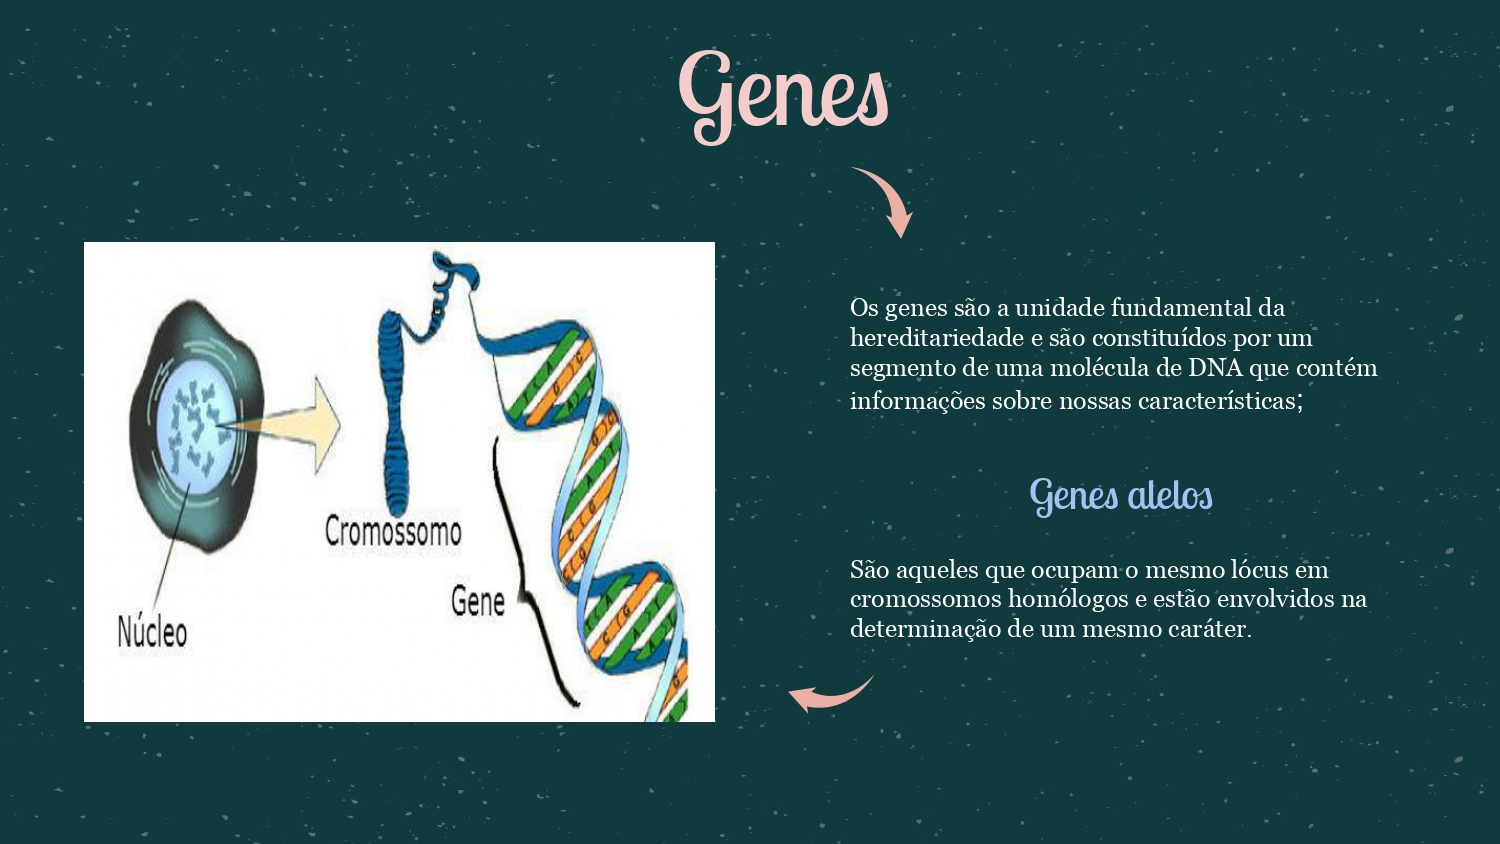 Genes
Os genes são a unidade fundamental da
hereditariedade e são constituídos por um
segmento de uma molécula de DNA que contém
informações sobre nossas características;
Genes alelos
São aqueles que ocupam o mesmo lócus em
cromossomos homólogos e estão envolvidos na
determinação de um mesmo caráter.
Cromossomo
Gene
Núcleo